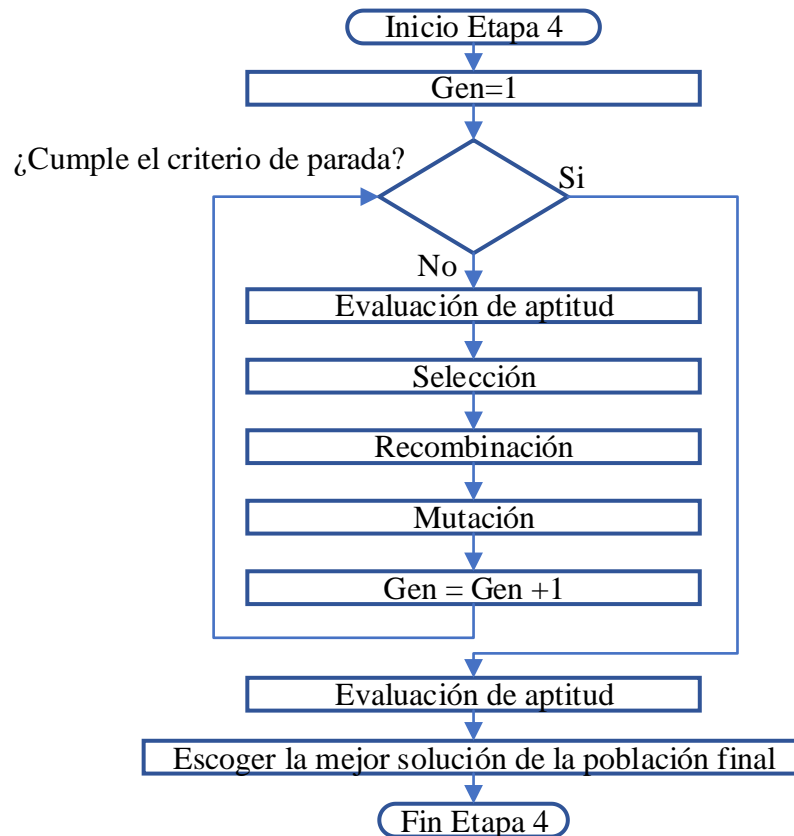 Inicio Etapa 4
Gen=1
¿Cumple el criterio de parada?
Si
No
Evaluación de aptitud
Selección
Recombinación
Mutación
Gen = Gen +1
Evaluación de aptitud
Escoger la mejor solución de la población final
Fin Etapa 4